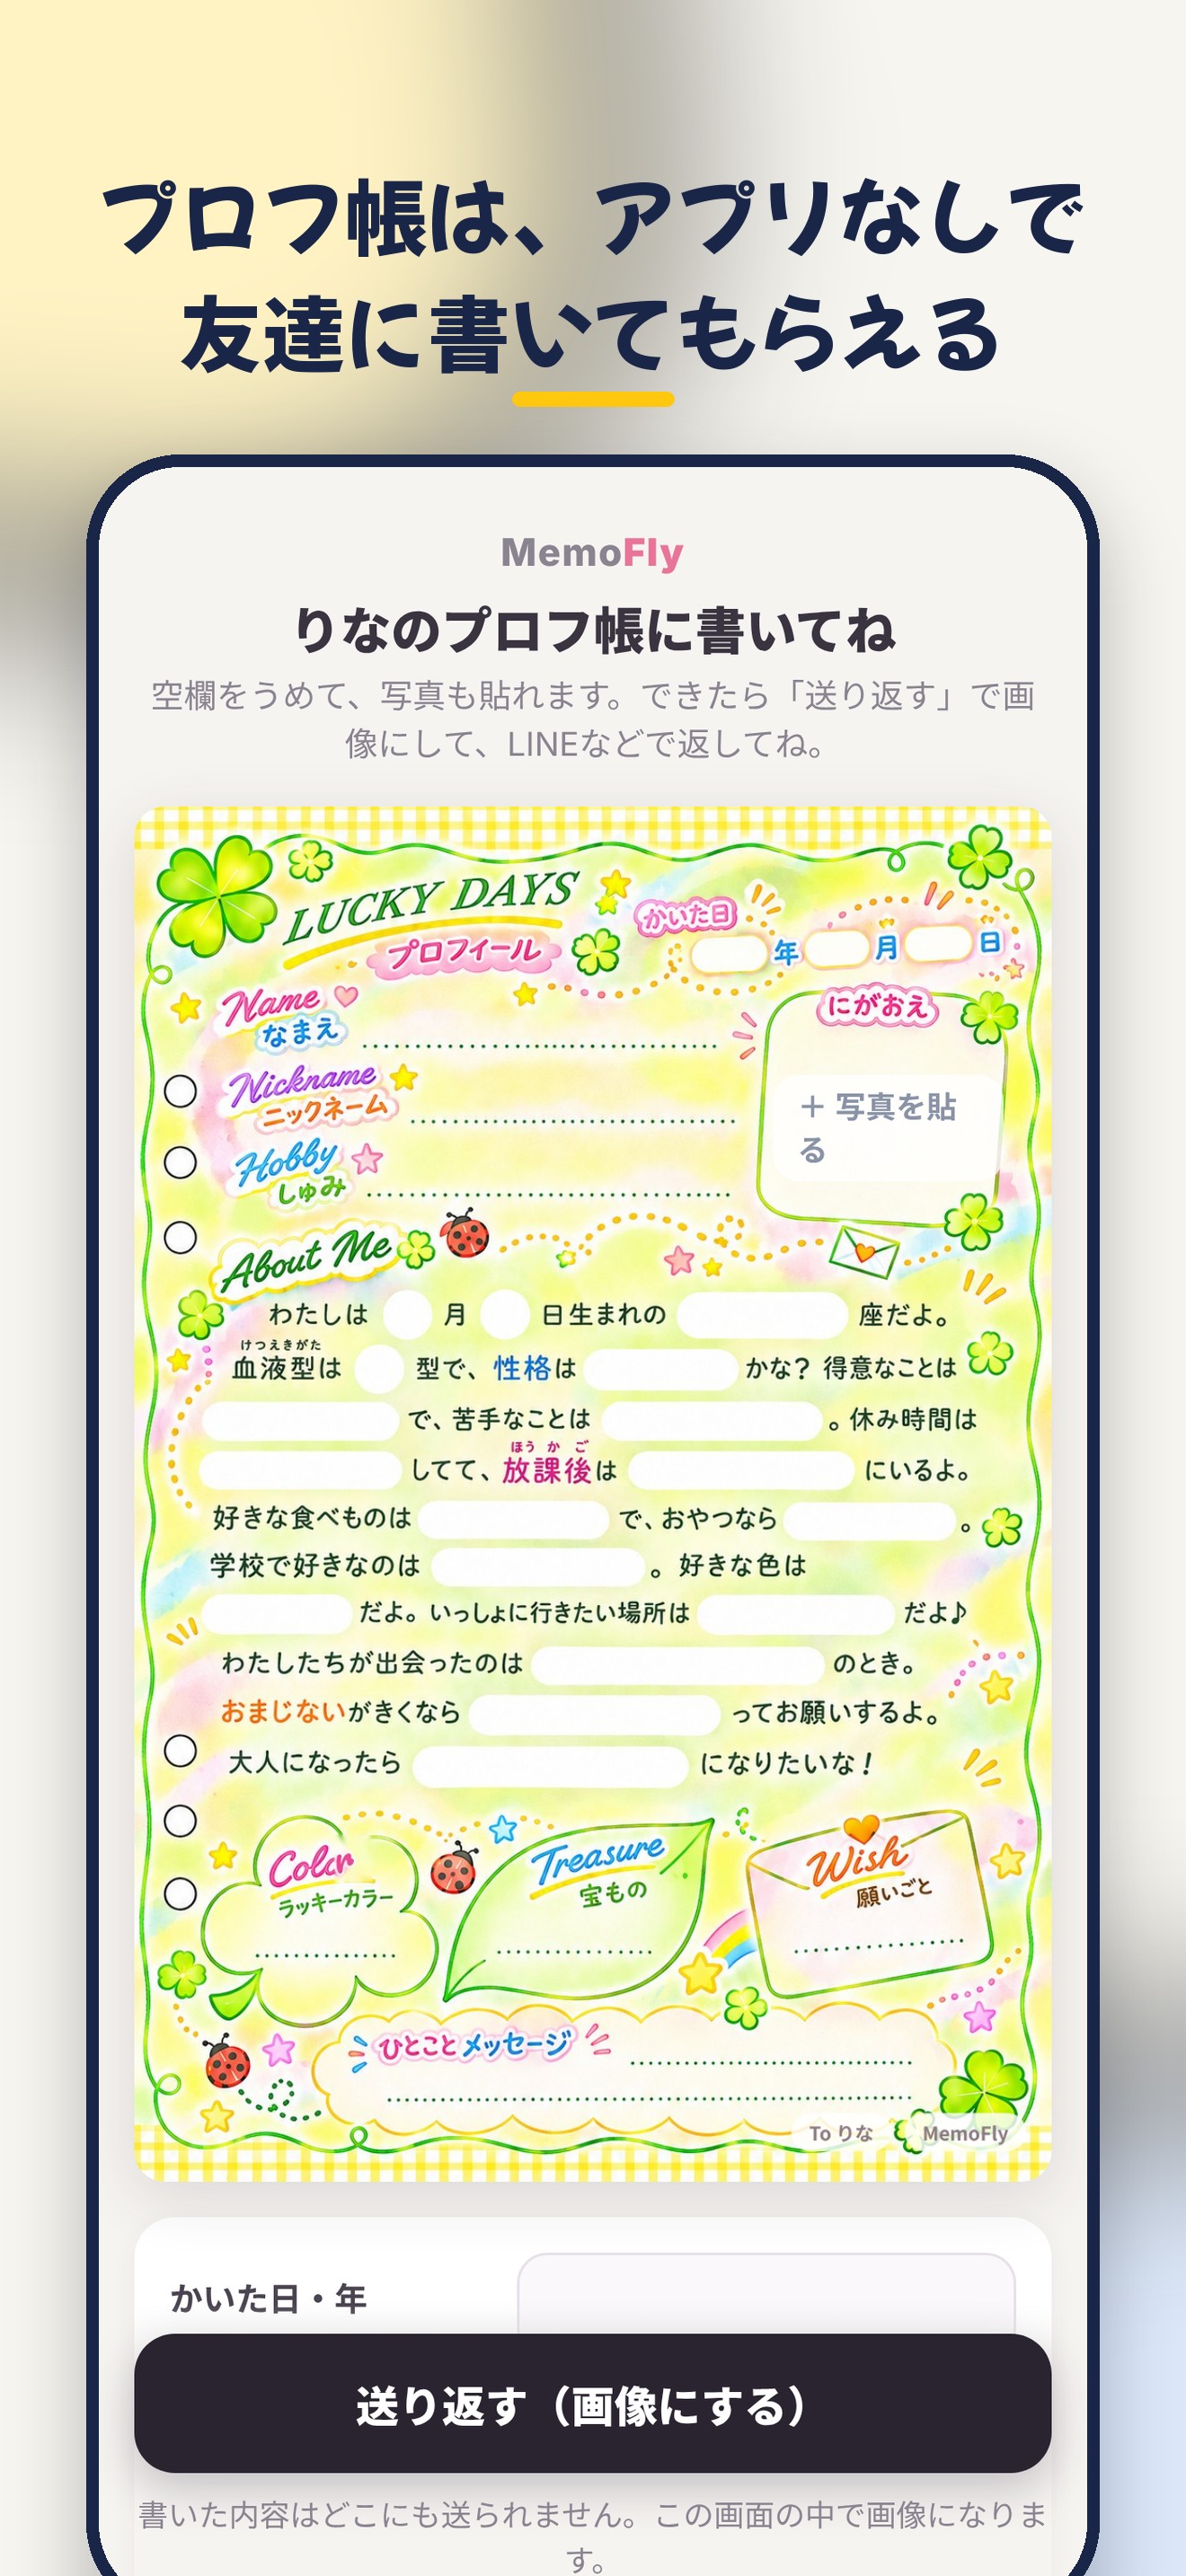 プロフ帳は、アプリなしで
友達に書いてもらえる
MemoFly
りなのプロフ帳に書いてね
空欄をうめて、写真も貼れます。できたら「送り返す」で画
像にして、LINEなどで返してね。
LUCKY DAYS
プロフィール
かいた日
年 月 日
Name
なまえ
にがおえ
＋ 写真を貼
る
Nickname
ニックネーム
Hobby
しゅみ
About Me
わたしは 月 日生まれの 座だよ。
けつえきがた
血液型は 型で、性格は かな？ 得意なことは
で、苦手なことは 。休み時間は
ほうかご
してて、放課後は にいるよ。
好きな食べものは で、おやつなら 。
学校で好きなのは 。好きな色は
だよ。いっしょに行きたい場所は だよ♪
わたしたちが出会ったのは のとき。
おまじないがきくなら ってお願いするよ。
大人になったら になりたいな！
Color
ラッキーカラー
Treasure
宝もの
Wish
願いごと
ひとことメッセージ
To りな MemoFly
かいた日・年
送り返す（画像にする）
書いた内容はどこにも送られません。この画面の中で画像になりま
す。